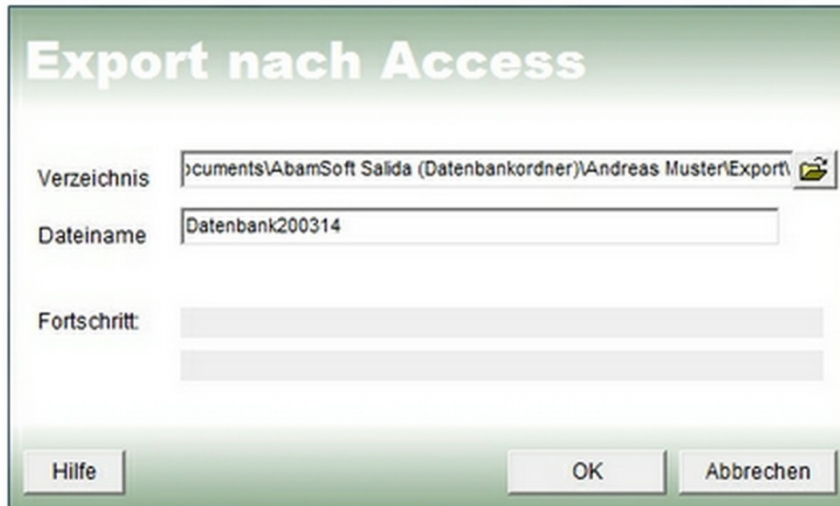 Export nach Access
Verzeichnis
ocuments\AbamSoft Salida (Datenbankordner)\Andreas Muster\Export\
Dateiname
Datenbank200314
Fortschritt:
Hilfe
OK
Abbrechen